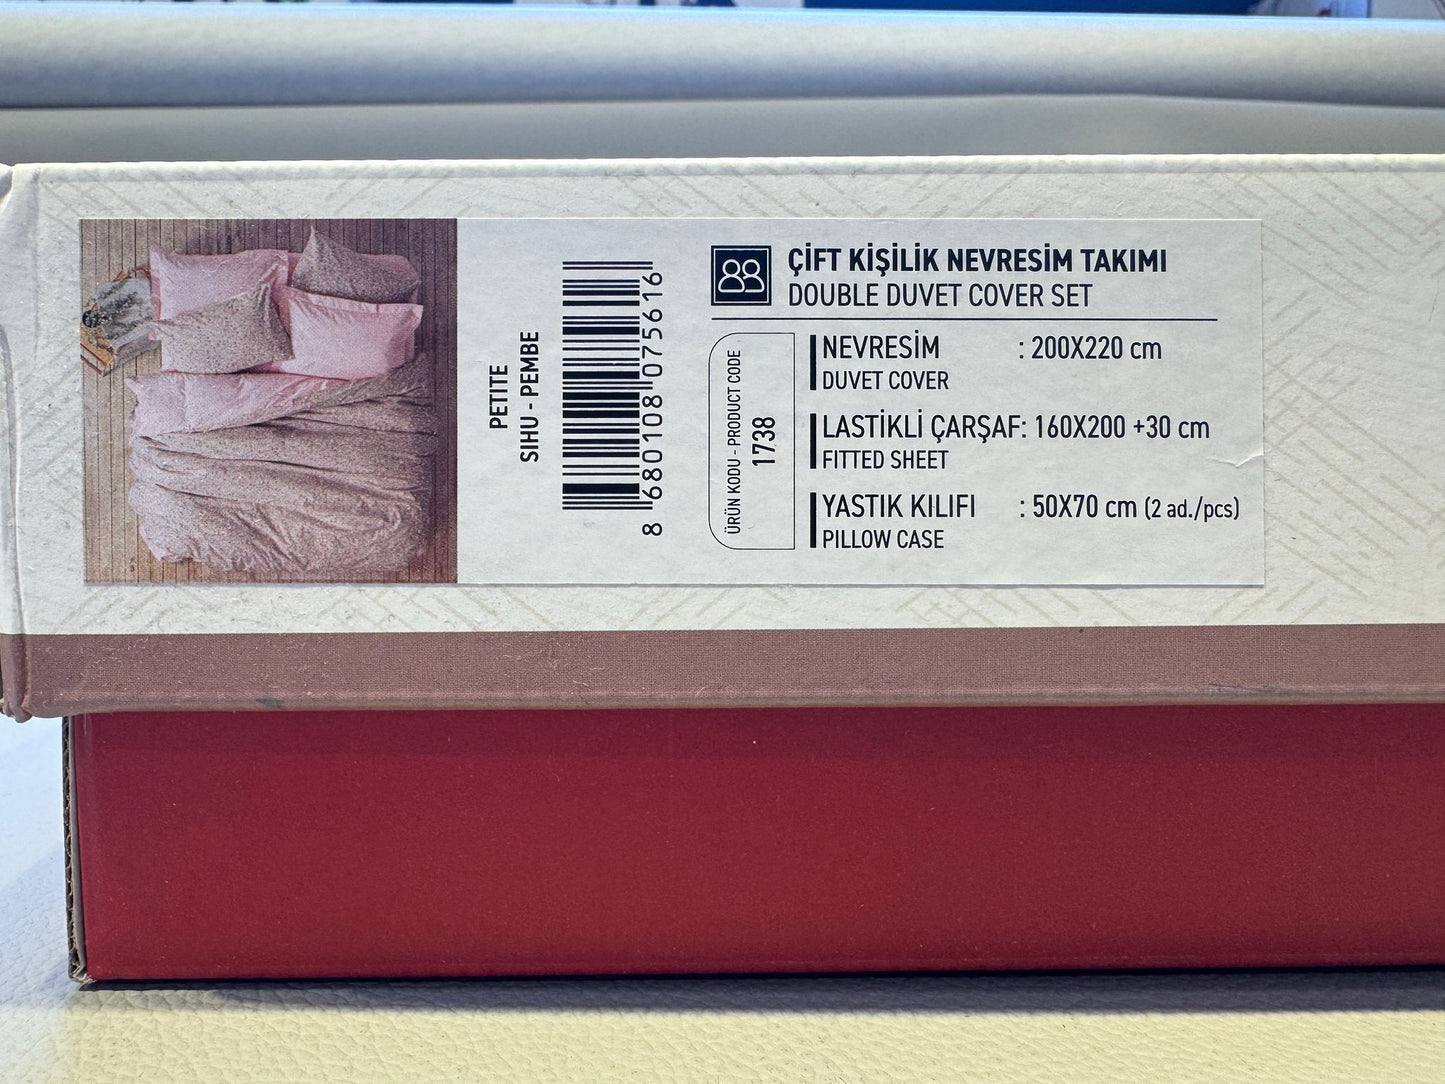 PETITE
SIHU - PEMBE
8 680108 075616
ÇİFT KİŞİLİK NEVRESİM TAKIMI
DOUBLE DUVET COVER SET
ÜRÜN KODU - PRODUCT CODE
1738
NEVRESİM : 200X220 cm
DUVET COVER
LASTİKLİ ÇARŞAF: 160X200 +30 cm
FITTED SHEET
YASTIK KILIFI : 50X70 cm (2 ad./pcs)
PILLOW CASE